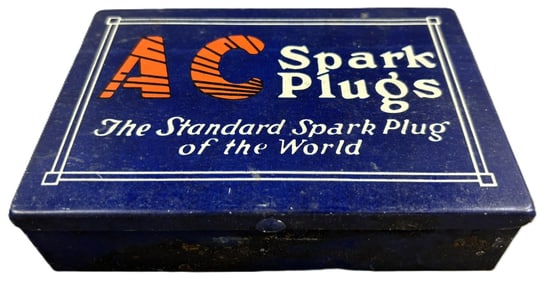 AC Spark
Plugs
The Standard Spark Plug
of the World